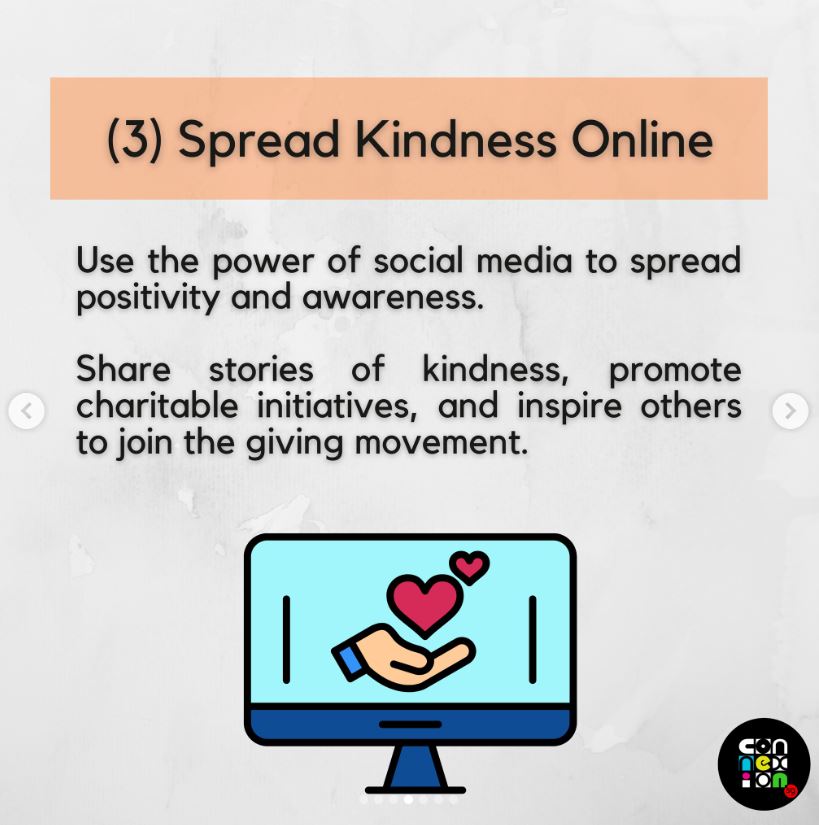 (3) Spread Kindness Online
Use the power of social media to spread
positivity and awareness.
Share stories of kindness, promote
charitable initiatives, and inspire others
to join the giving movement.
con
nex
ion
SG